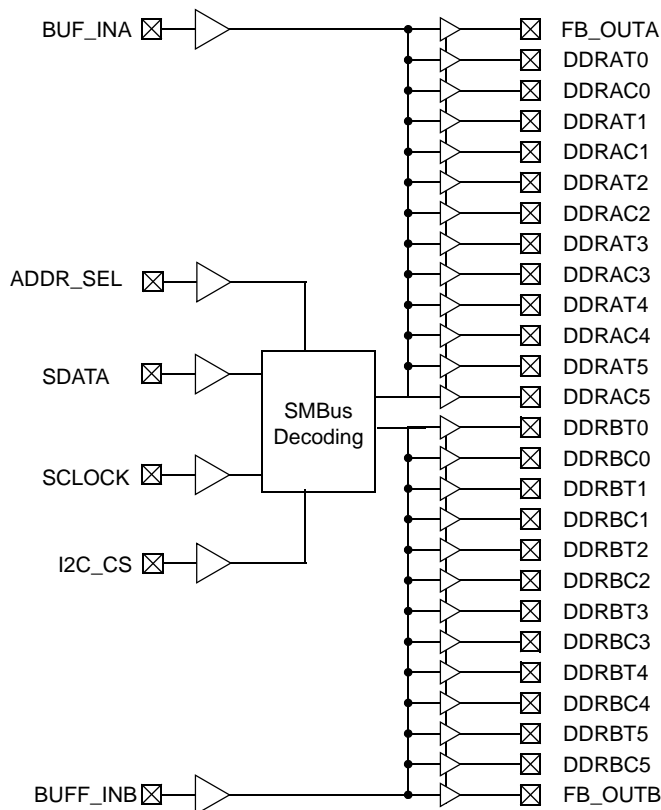 BUF_INA
FB_OUTA
DDRAT0
DDRAC0
DDRAT1
DDRAC1
DDRAT2
DDRAC2
DDRAT3
DDRAC3
DDRAT4
DDRAC4
DDRAT5
DDRAC5
DDRBT0
DDRBC0
DDRBT1
DDRBC1
DDRBT2
DDRBC2
DDRBT3
DDRBC3
DDRBT4
DDRBC4
DDRBT5
DDRBC5
FB_OUTB
ADDR_SEL
SDATA
SMBus
Decoding
SCLOCK
I2C_CS
BUFF_INB